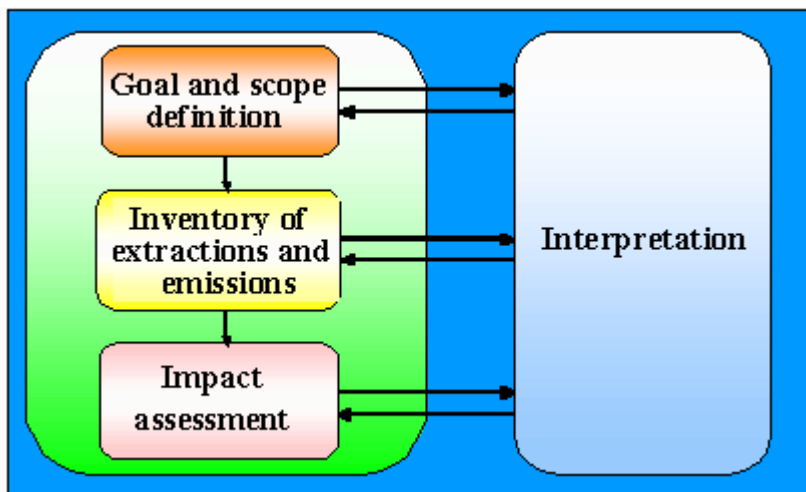 Goal and scope
definition
Inventory of
extractions and
emissions
Interpretation
Impact
assessment